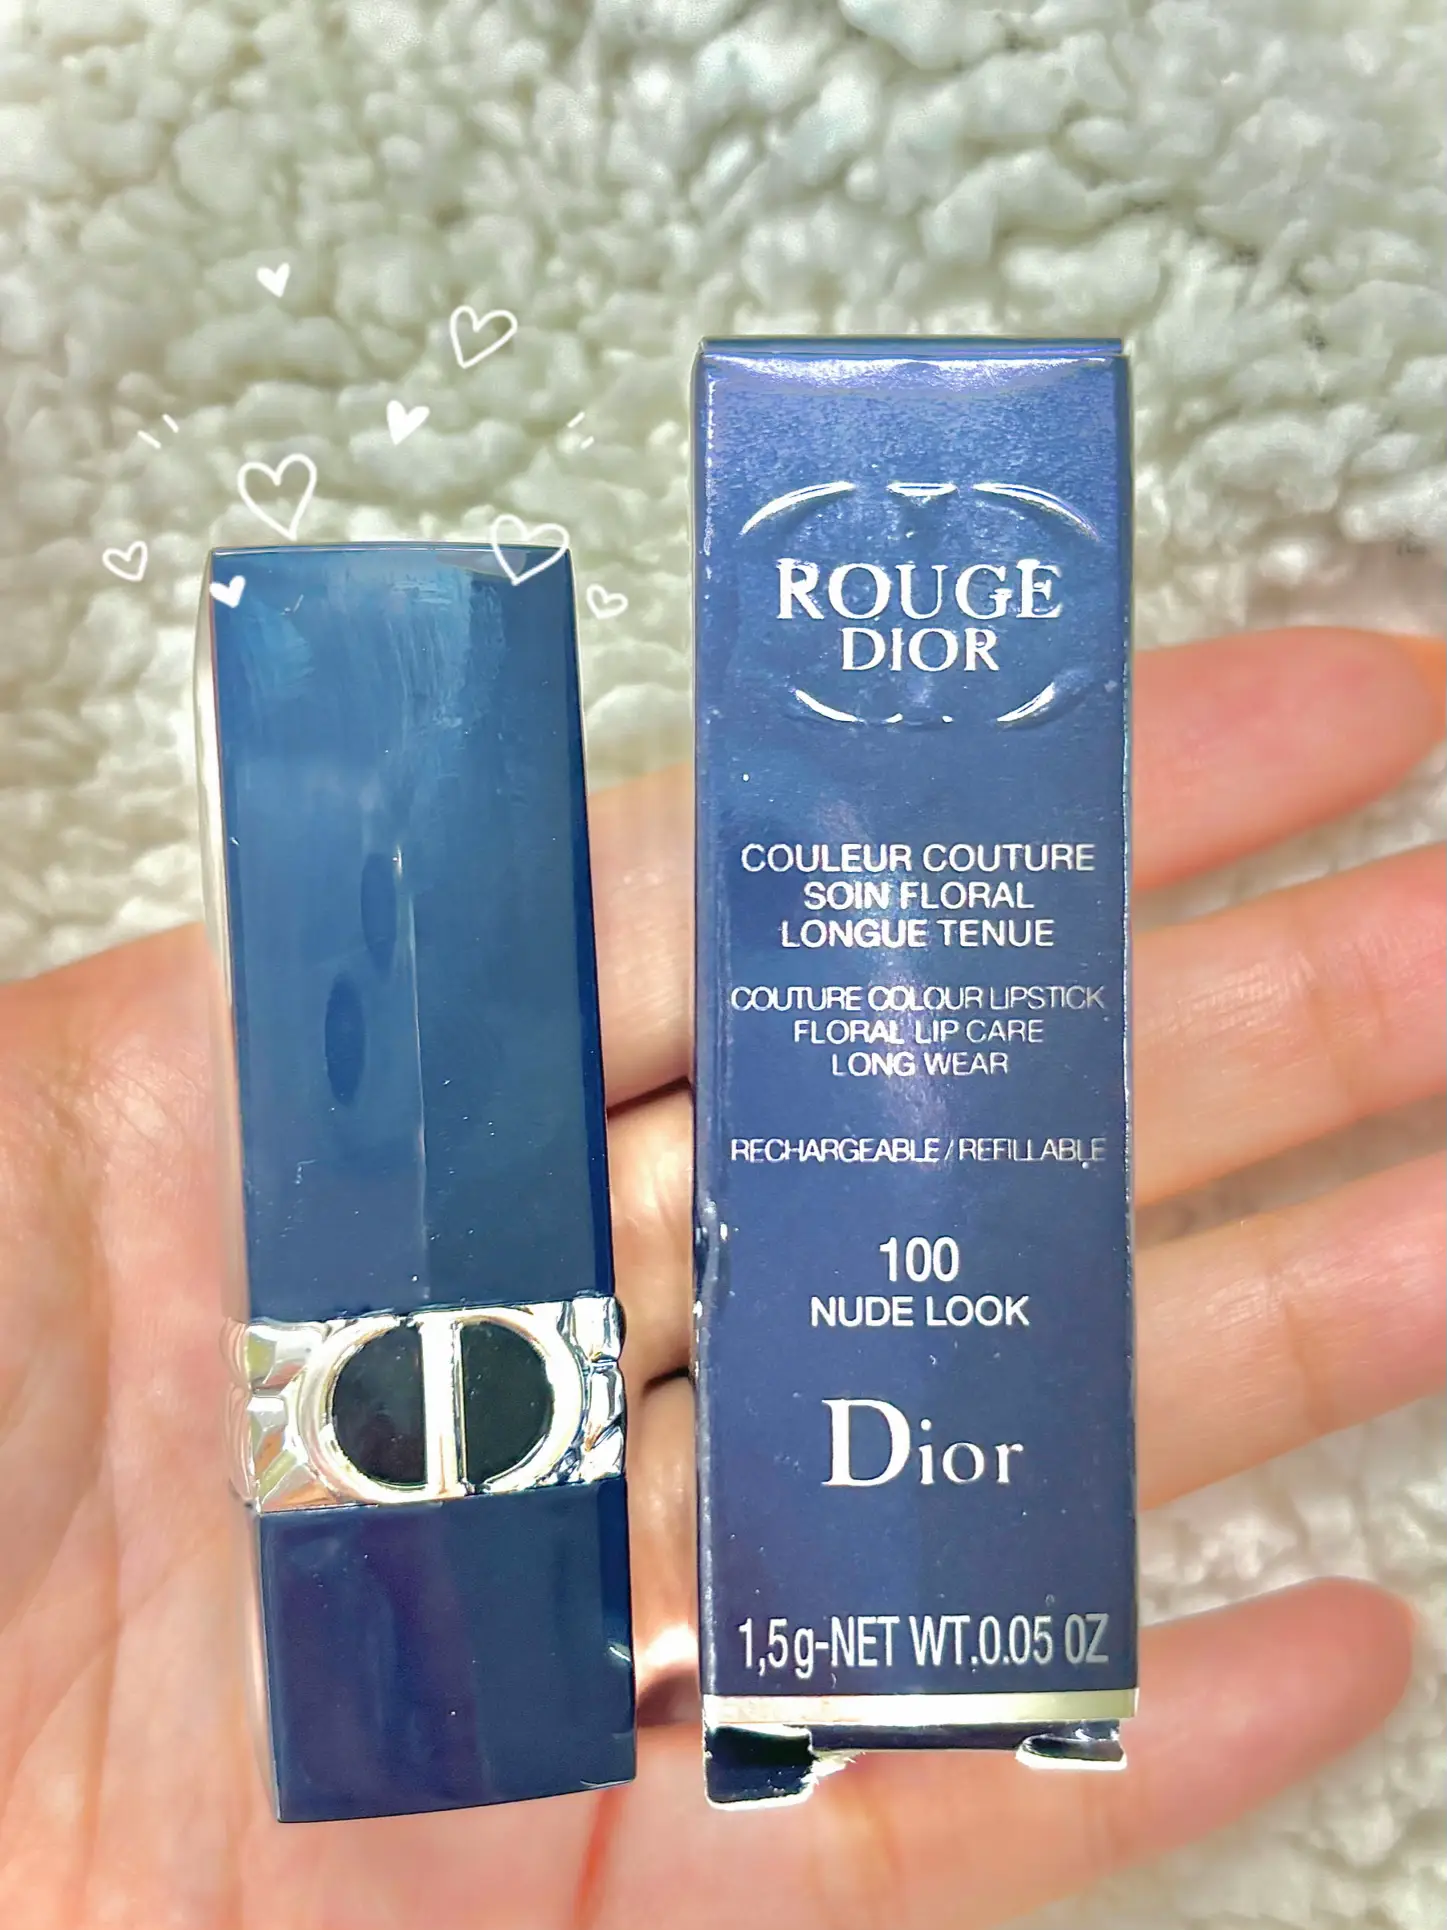 ROUGE
DIOR
COULEUR COUTURE
SOIN FLORAL
LONGUE TENUE
COUTURE COLOUR LIPSTICK
FLORAL LIP CARE
LONG WEAR
RECHARGEABLE/REFILLABLE
100
NUDE LOOK
Dior
1,5g-NET WT.0.05 OZ
CD